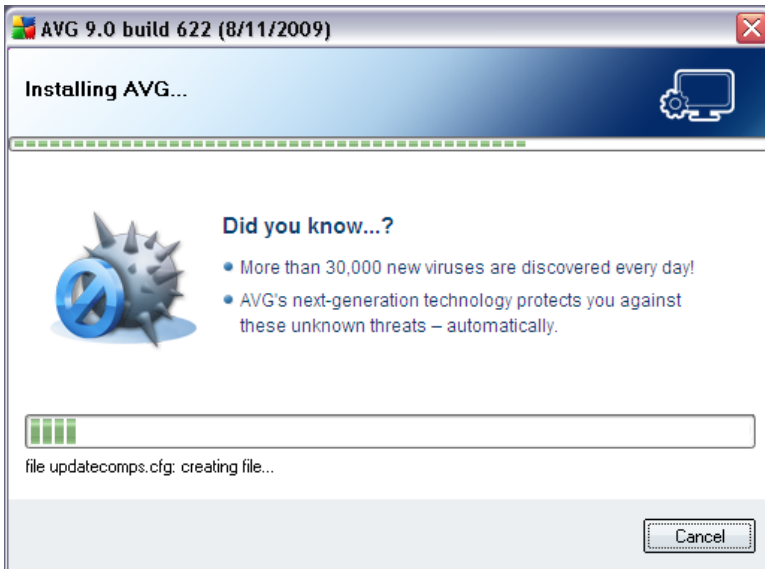 AVG 9.0 build 622 (8/11/2009)
Installing AVG...
Did you know...?
More than 30,000 new viruses are discovered every day!
AVG's next-generation technology protects you against
these unknown threats – automatically.
file updatecomps.cfg: creating file...
Cancel